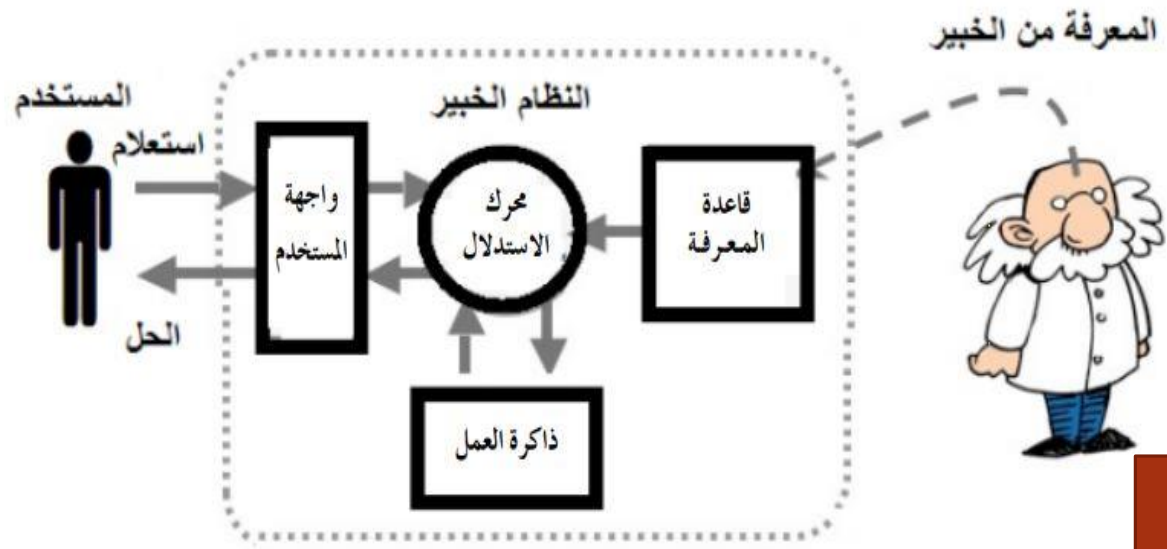 المعرفة من الخبير
النظام الخبير
المستخدم
استعلام
واجهة
المستخدم
محرك
الاستدلال
قاعدة
المعرفة
الحل
ذاكرة العمل